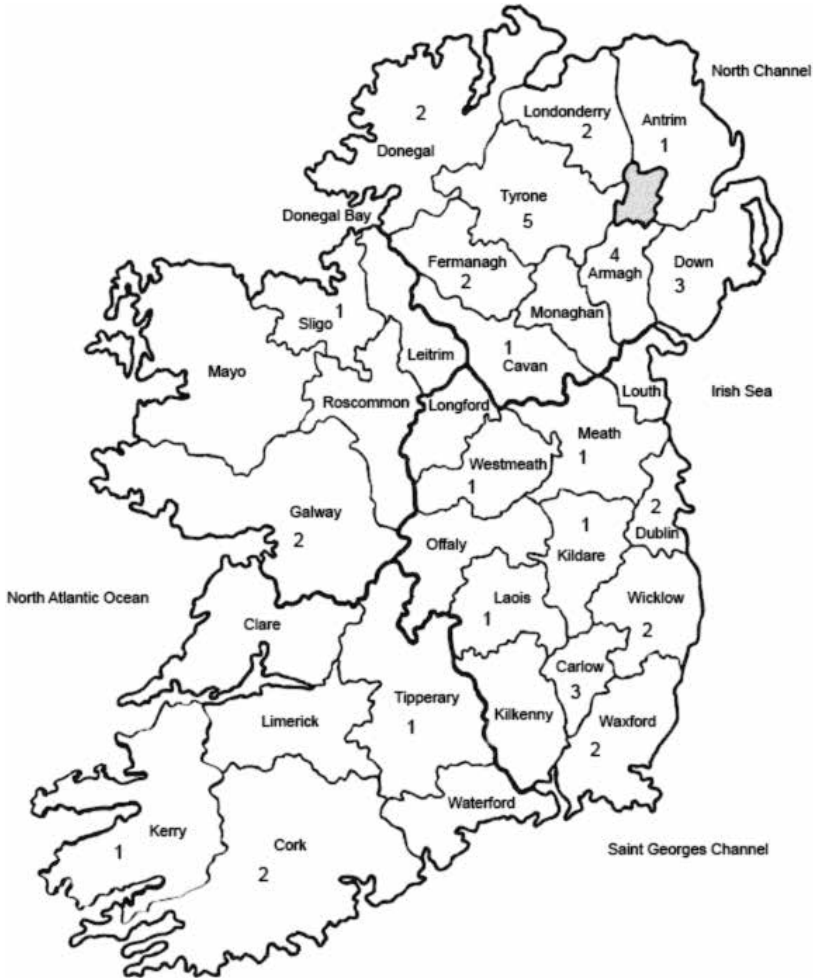 North Channel
Londonderry
2
Antrim
1
2
Donegal
Tyrone
5
Donegal Bay
Fermanagh
2
4
Armagh
Down
3
Monaghan
1
Sligo
Leitrim
1
Cavan
Mayo
Roscommon
Longford
Louth
Irish Sea
Meath
1
Westmeath
1
Galway
2
Offaly
1
Kildare
2
Dublin
North Atlantic Ocean
Clare
Laois
1
Wicklow
2
Carlow
3
Tipperary
1
Limerick
Kilkenny
Waxford
2
Waterford
Kerry
1
Cork
2
Saint Georges Channel